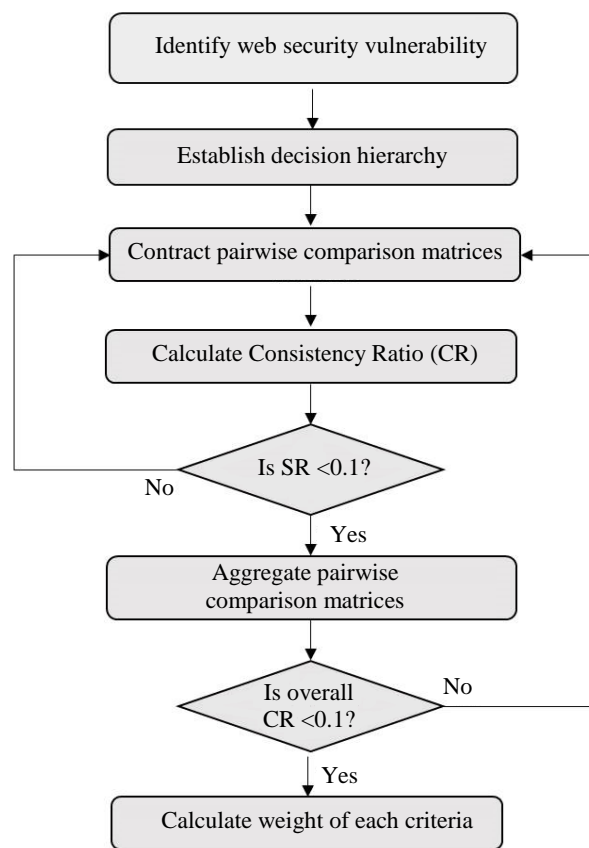 Identify web security vulnerability
Establish decision hierarchy
Contract pairwise comparison matrices
Calculate Consistency Ratio (CR)
Is SR <0.1?
No
Yes
Aggregate pairwise
comparison matrices
Is overall
CR <0.1?
No
Yes
Calculate weight of each criteria